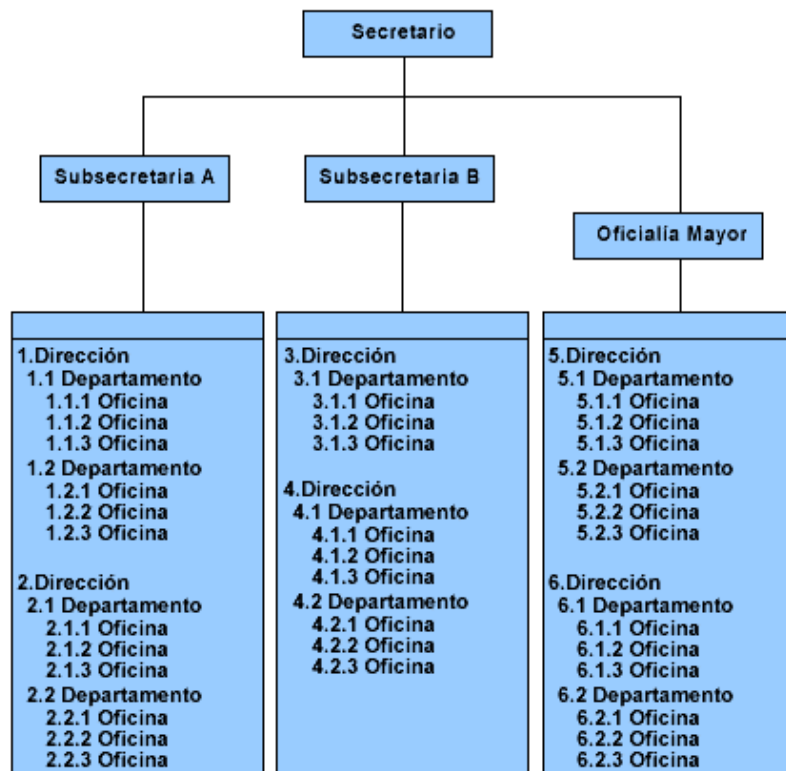 Secretario
Subsecretaria A
Subsecretaria B
Oficialía Mayor
1.Dirección
1.1 Departamento
1.1.1 Oficina
1.1.2 Oficina
1.1.3 Oficina
1.2 Departamento
1.2.1 Oficina
1.2.2 Oficina
1.2.3 Oficina
2.Dirección
2.1 Departamento
2.1.1 Oficina
2.1.2 Oficina
2.1.3 Oficina
2.2 Departamento
2.2.1 Oficina
2.2.2 Oficina
2.2.3 Oficina
3.Dirección
3.1 Departamento
3.1.1 Oficina
3.1.2 Oficina
3.1.3 Oficina
4.Dirección
4.1 Departamento
4.1.1 Oficina
4.1.2 Oficina
4.1.3 Oficina
4.2 Departamento
4.2.1 Oficina
4.2.2 Oficina
4.2.3 Oficina
5.Dirección
5.1 Departamento
5.1.1 Oficina
5.1.2 Oficina
5.1.3 Oficina
5.2 Departamento
5.2.1 Oficina
5.2.2 Oficina
5.2.3 Oficina
6.Dirección
6.1 Departamento
6.1.1 Oficina
6.1.2 Oficina
6.1.3 Oficina
6.2 Departamento
6.2.1 Oficina
6.2.2 Oficina
6.2.3 Oficina